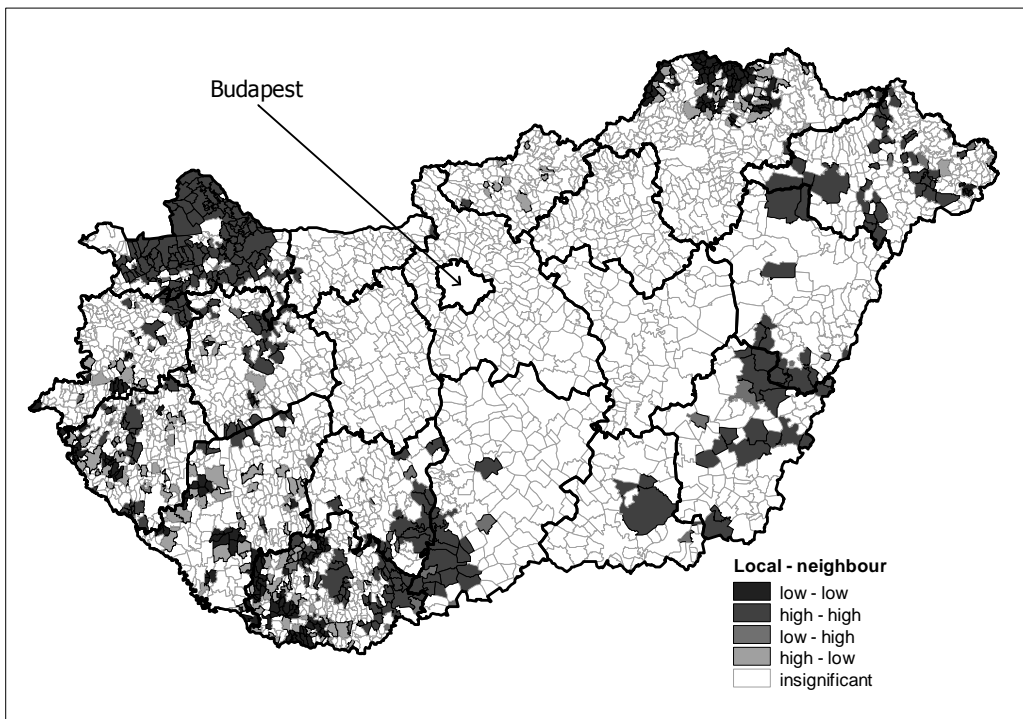 Budapest
Local - neighbour
low - low
high - high
low - high
high - low
insignificant